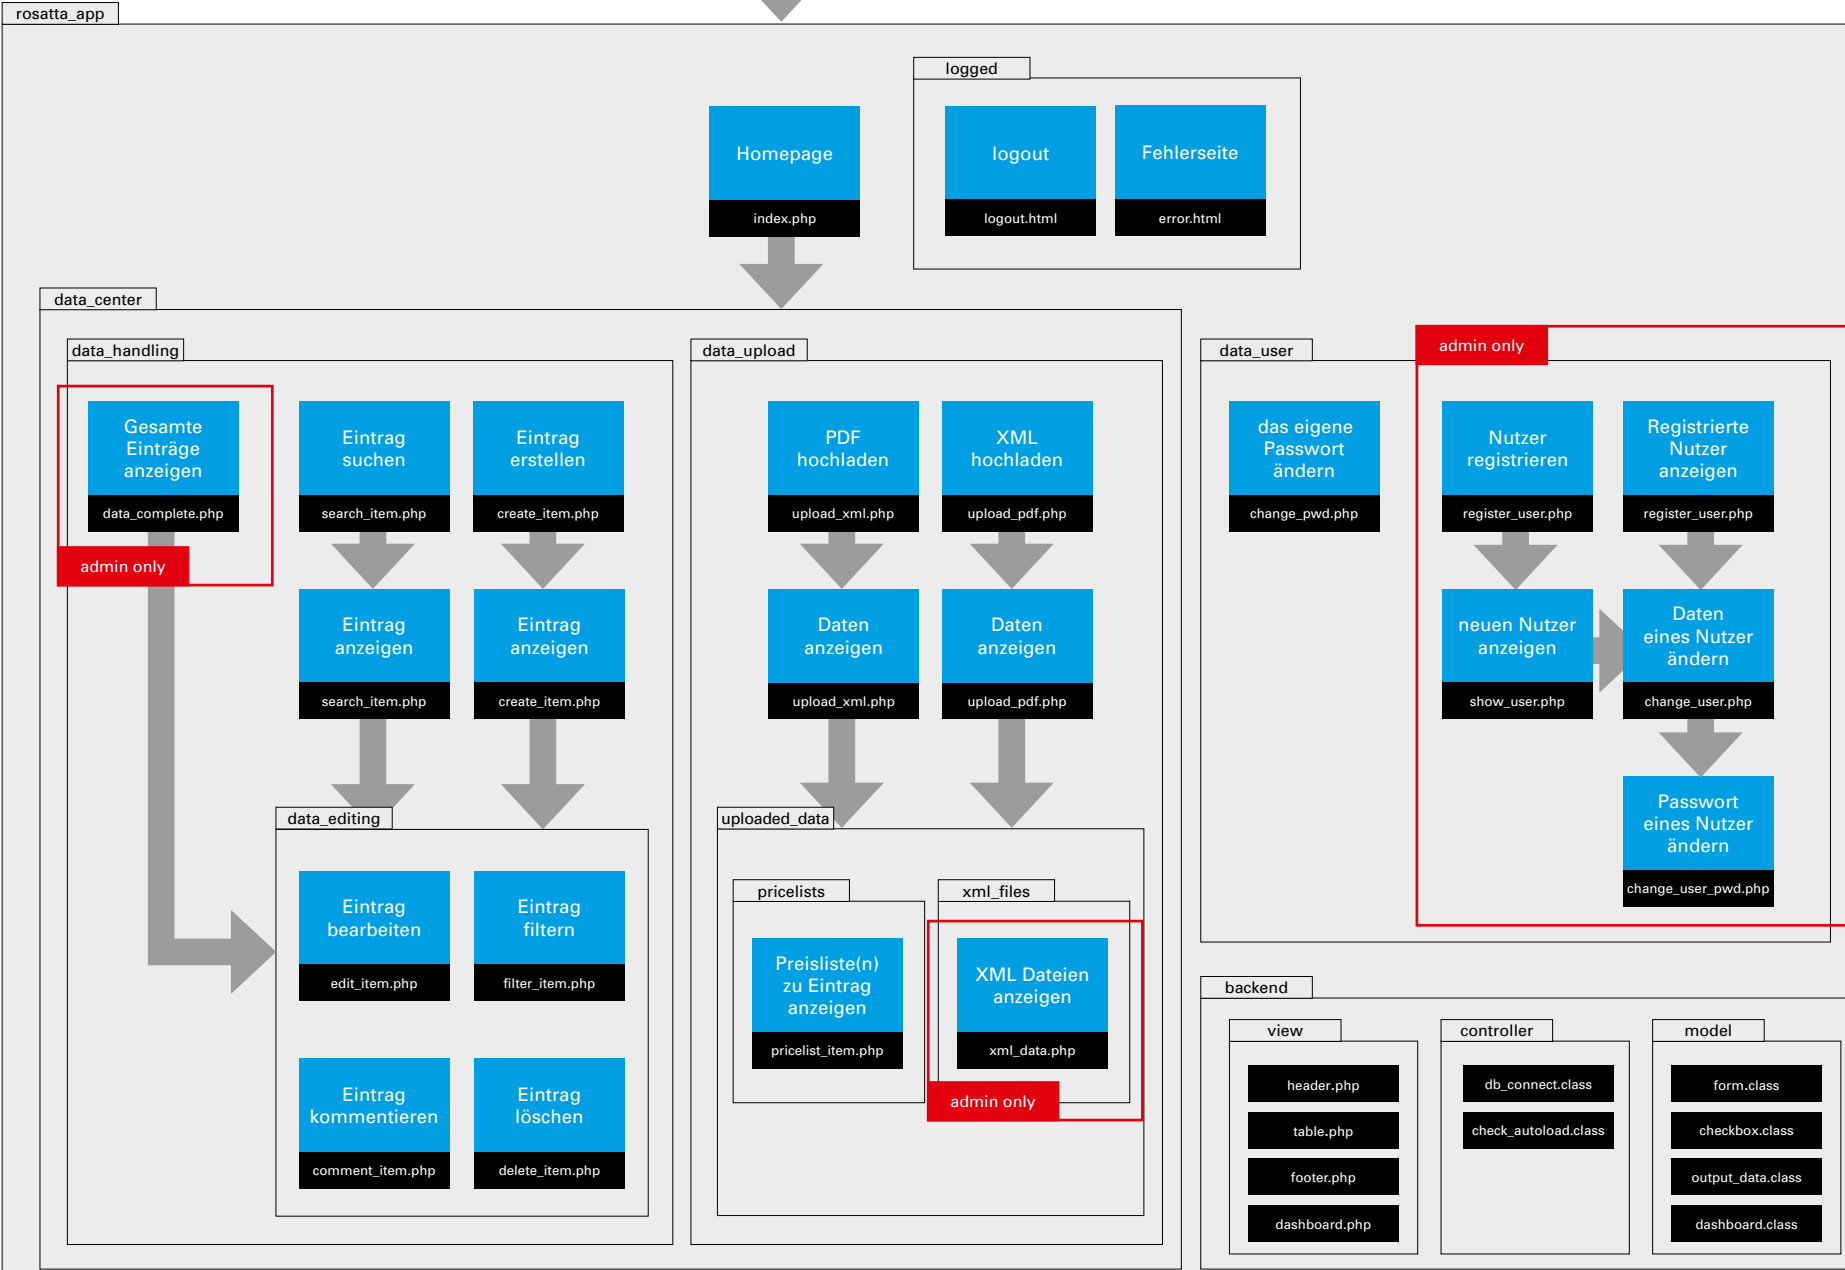 rosatta_app
logged
Homepage
index.php
logout
logout.html
Fehlerseite
error.html
data_center
data_handling
Gesamte
Einträge
anzeigen
data_complete.php
admin only
Eintrag
suchen
search_item.php
Eintrag
erstellen
create_item.php
Eintrag
anzeigen
search_item.php
Eintrag
anzeigen
create_item.php
data_editing
Eintrag
bearbeiten
edit_item.php
Eintrag
filtern
filter_item.php
Eintrag
kommentieren
comment_item.php
Eintrag
löschen
delete_item.php
data_upload
PDF
hochladen
upload_xml.php
XML
hochladen
upload_pdf.php
Daten
anzeigen
upload_xml.php
Daten
anzeigen
upload_pdf.php
uploaded_data
pricelists
Preisliste(n)
zu Eintrag
anzeigen
pricelist_item.php
xml_files
XML Dateien
anzeigen
xml_data.php
admin only
data_user
admin only
das eigene
Passwort
ändern
change_pwd.php
Nutzer
registrieren
register_user.php
Registrierte
Nutzer
anzeigen
register_user.php
neuen Nutzer
anzeigen
show_user.php
Daten
eines Nutzer
ändern
change_user.php
Passwort
eines Nutzer
ändern
change_user_pwd.php
backend
view
header.php
table.php
footer.php
dashboard.php
controller
db_connect.class
check_autoload.class
model
form.class
checkbox.class
output_data.class
dashboard.class